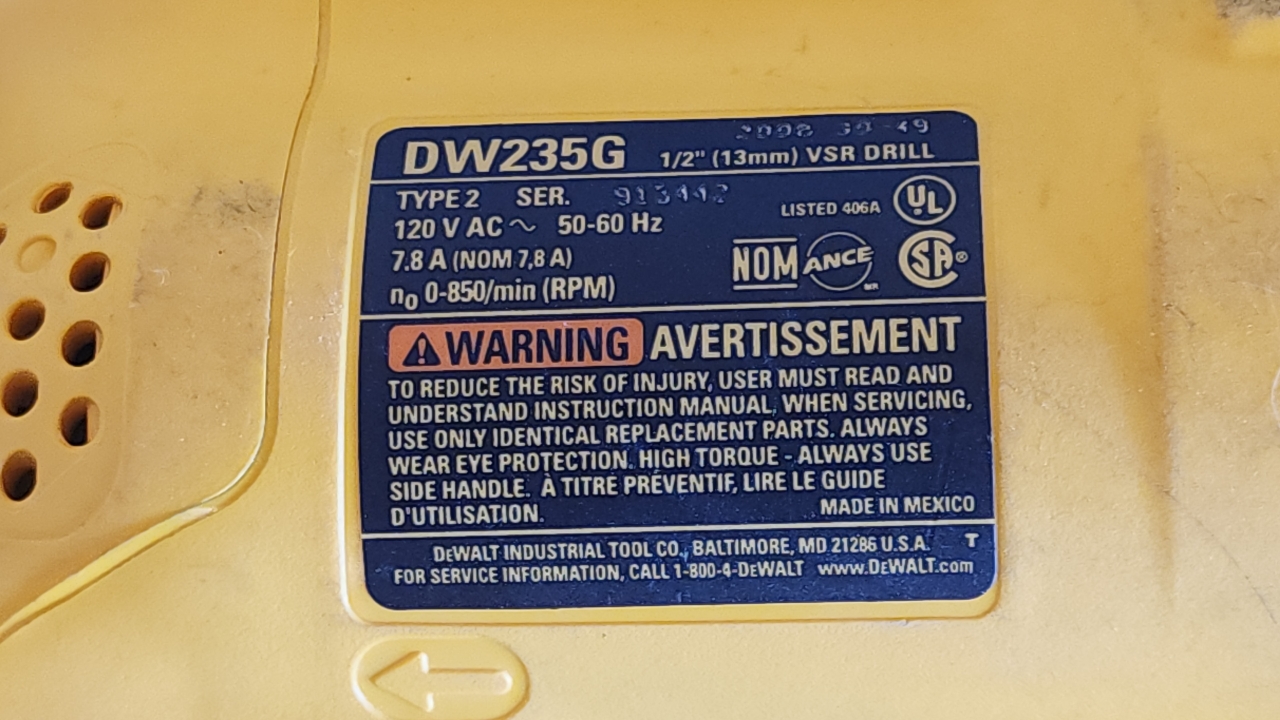 DW235G 1/2" (13mm) VSR DRILL
TYPE 2 SER.
120 V AC ~ 50-60 Hz
LISTED 406A UL
7.8 A (NOM 7,8 A)
NOM ANCE SA®
n₀ 0-850/min (RPM)
⚠ WARNING AVERTISSEMENT
TO REDUCE THE RISK OF INJURY, USER MUST READ AND
UNDERSTAND INSTRUCTION MANUAL, WHEN SERVICING,
USE ONLY IDENTICAL REPLACEMENT PARTS. ALWAYS
WEAR EYE PROTECTION. HIGH TORQUE - ALWAYS USE
SIDE HANDLE. À TITRE PRÉVENTIF, LIRE LE GUIDE
D'UTILISATION. MADE IN MEXICO
DEWALT INDUSTRIAL TOOL CO., BALTIMORE, MD 21286 U.S.A. T
FOR SERVICE INFORMATION, CALL 1-800-4-DEWALT www.DEWALT.com